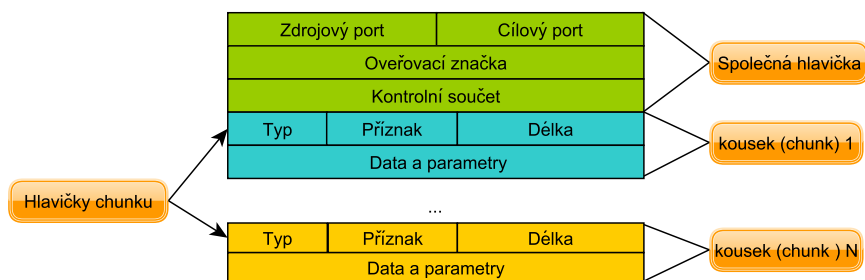 Zdrojový port Cílový port
Společná hlavička
Oveřovací značka
Kontrolní součet
Typ Příznak Délka
kousek (chunk) 1
Data a parametry
Hlavičky chunku
...
Typ Příznak Délka
kousek (chunk ) N
Data a parametry